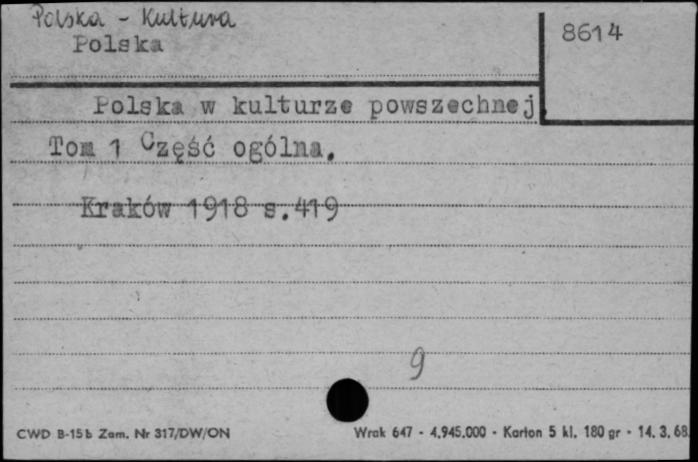 Polska - Kultura
Polska
8614
Polska w kulturze powszechnej
Tom 1 Część ogólna.
Kraków 1918 s.419
9
CWD B-15b Zam. Nr 317/DW/ON
Wrak 647 - 4.945.000 - Karton 5 kl. 180 gr - 14. 3. 68.